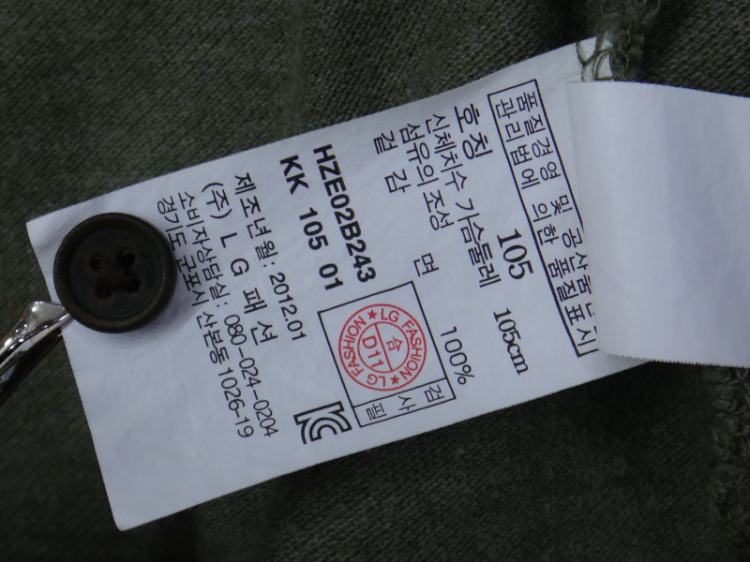 품질경영 및 공산품
관리법에 의한 품질표시
호칭 105
신체치수 가슴둘레 105cm
섬유의 조성 면 100%
겉감
HZE02B243
KK 105 01
LG FASHION ★ LG FASHION ★
합
D11
검사필
제조년월: 2012.01
(주) LG 패션
소비자상담실: 080-024-0204
경기도 군포시 산본동 1026-19